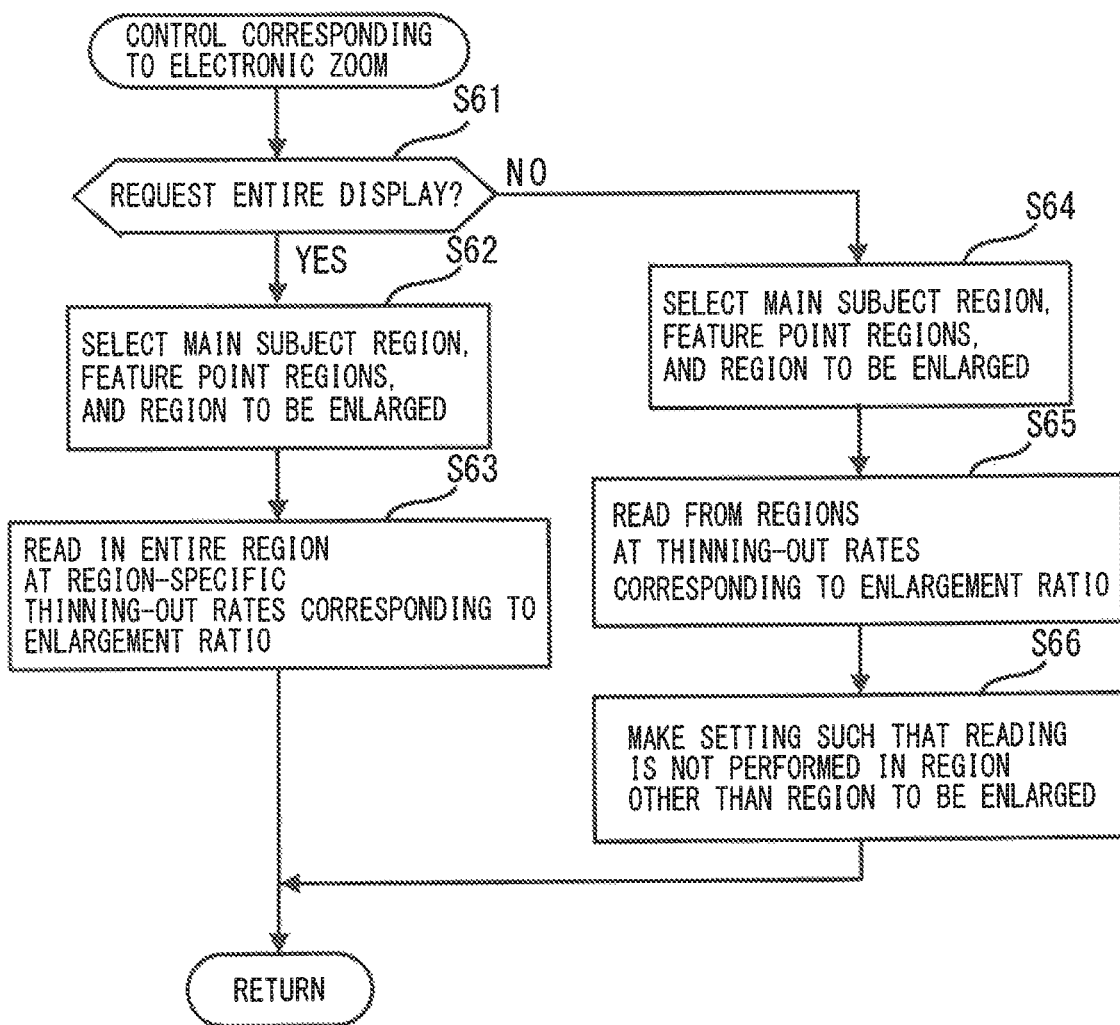 CONTROL CORRESPONDING
TO ELECTRONIC ZOOM
S61
REQUEST ENTIRE DISPLAY?
NO
YES
S62
SELECT MAIN SUBJECT REGION,
FEATURE POINT REGIONS,
AND REGION TO BE ENLARGED
S63
READ IN ENTIRE REGION
AT REGION-SPECIFIC
THINNING-OUT RATES CORRESPONDING TO
ENLARGEMENT RATIO
S64
SELECT MAIN SUBJECT REGION,
FEATURE POINT REGIONS,
AND REGION TO BE ENLARGED
S65
READ FROM REGIONS
AT THINNING-OUT RATES
CORRESPONDING TO ENLARGEMENT RATIO
S66
MAKE SETTING SUCH THAT READING
IS NOT PERFORMED IN REGION
OTHER THAN REGION TO BE ENLARGED
RETURN